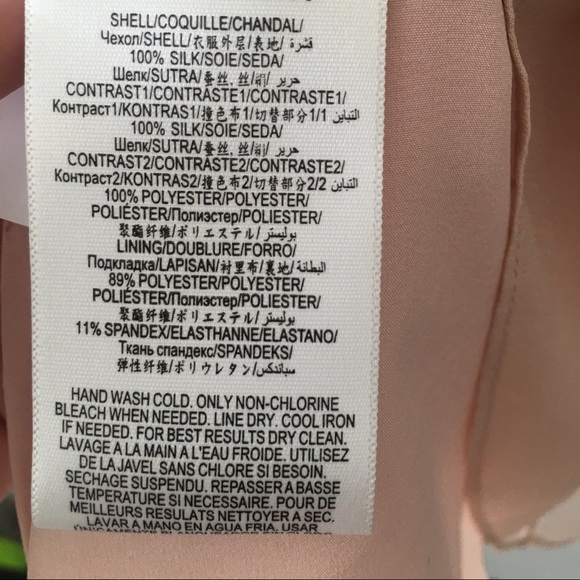 SHELL/COQUILLE/CHANDAL/
Чехол/SHELL/衣服外层/表地/ قشرة
100% SILK/SOIE/SEDA/
Шелк/SUTRA/蚕丝,丝/絹/ حرير
CONTRAST1/CONTRASTE1/CONTRASTE1/
Контраст1/KONTRAS1/撞色布1/切替部分1/1 التباين
100% SILK/SOIE/SEDA/
Шелк/SUTRA/蚕丝,丝/絹/ حرير
CONTRAST2/CONTRASTE2/CONTRASTE2/
Контраст2/KONTRAS2/撞色布2/切替部分2/2 التباين
100% POLYESTER/POLYESTER/
POLIÉSTER/Полиэстер/POLIESTER/
聚酯纤维/ポリエステル/ بوليستر
LINING/DOUBLURE/FORRO/
Подкладка/LAPISAN/衬里布/裏地/ البطانة
89% POLYESTER/POLYESTER/
POLIÉSTER/Полиэстер/POLIESTER/
聚酯纤维/ポリエステル/ بوليستر
11% SPANDEX/ELASTHANNE/ELASTANO/
Ткань спандекс/SPANDEKS/
弹性纤维/ポリウレタン/ سباندكس
HAND WASH COLD. ONLY NON-CHLORINE
BLEACH WHEN NEEDED. LINE DRY. COOL IRON
IF NEEDED. FOR BEST RESULTS DRY CLEAN.
LAVAGE A LA MAIN A L'EAU FROIDE. UTILISEZ
DE LA JAVEL SANS CHLORE SI BESOIN.
SECHAGE SUSPENDU. REPASSER A BASSE
TEMPERATURE SI NECESSAIRE. POUR DE
MEILLEURS RESULATS NETTOYER A SEC.
LAVAR A MANO EN AGUA FRIA. USAR